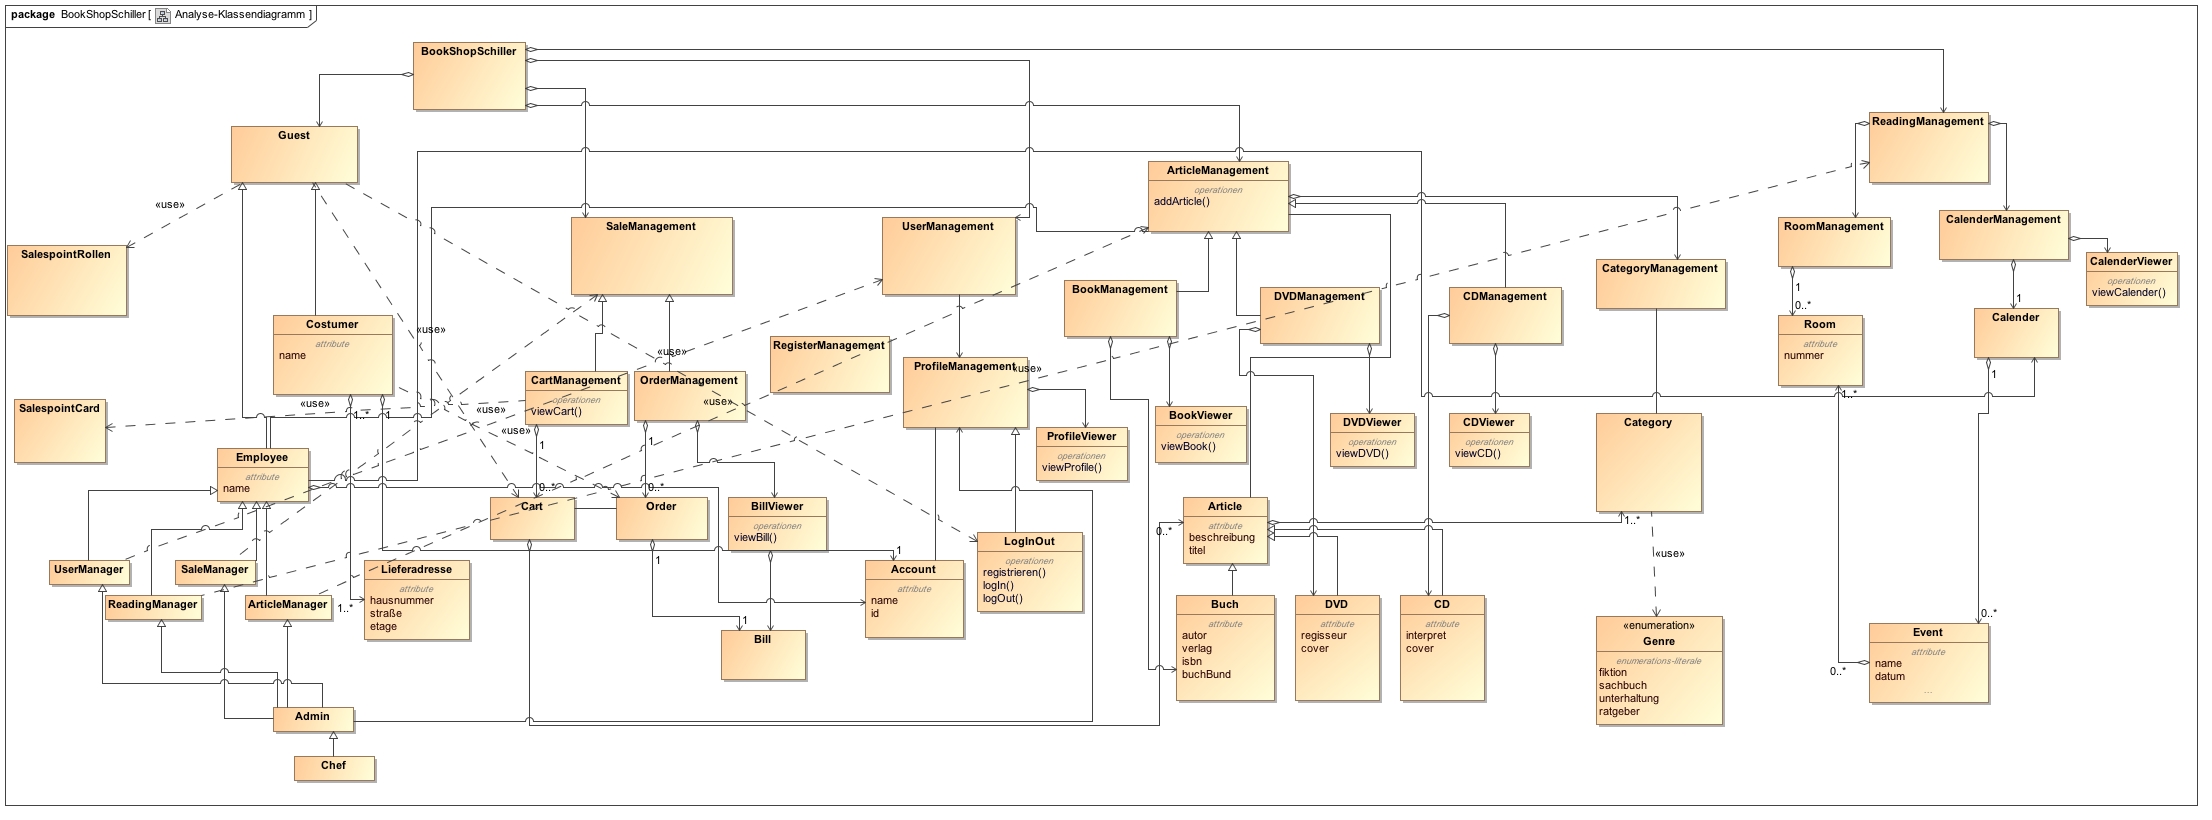 package BookShopSchiller [ Analyse-Klassendiagramm ]
BookShopSchiller
Guest
«use»
SalespointRollen
SaleManagement
UserManagement
ArticleManagement
operationen
addArticle()
ReadingManagement
RoomManagement
CalenderManagement
CalenderViewer
operationen
viewCalender()
CategoryManagement
BookManagement
DVDManagement
CDManagement
1
0..*
1
Room
attribute
nummer
Calender
1
1..*
Costumer
attribute
name
«use»
«use»
RegisterManagement
ProfileManagement
«use»
CartManagement
operationen
viewCart()
OrderManagement
«use»
SalespointCard
«use»
«use»
«use»
1..*
1
1
1
BookViewer
operationen
viewBook()
ProfileViewer
operationen
viewProfile()
DVDViewer
operationen
viewDVD()
CDViewer
operationen
viewCD()
Category
Employee
attribute
name
0..*
0..*
Cart
Order
BillViewer
operationen
viewBill()
LogInOut
operationen
registrieren()
logIn()
logOut()
Article
attribute
beschreibung
titel
0..*
1..*
«use»
UserManager
SaleManager
ReadingManager
ArticleManager
1..*
Lieferadresse
attribute
hausnummer
straße
etage
1
1
Account
attribute
name
id
1
Bill
Buch
attribute
autor
verlag
isbn
buchBund
DVD
attribute
regisseur
cover
CD
attribute
interpret
cover
«enumeration»
Genre
enumerations-literale
fiktion
sachbuch
unterhaltung
ratgeber
0..*
0..*
Event
attribute
name
datum
...
Admin
Chef